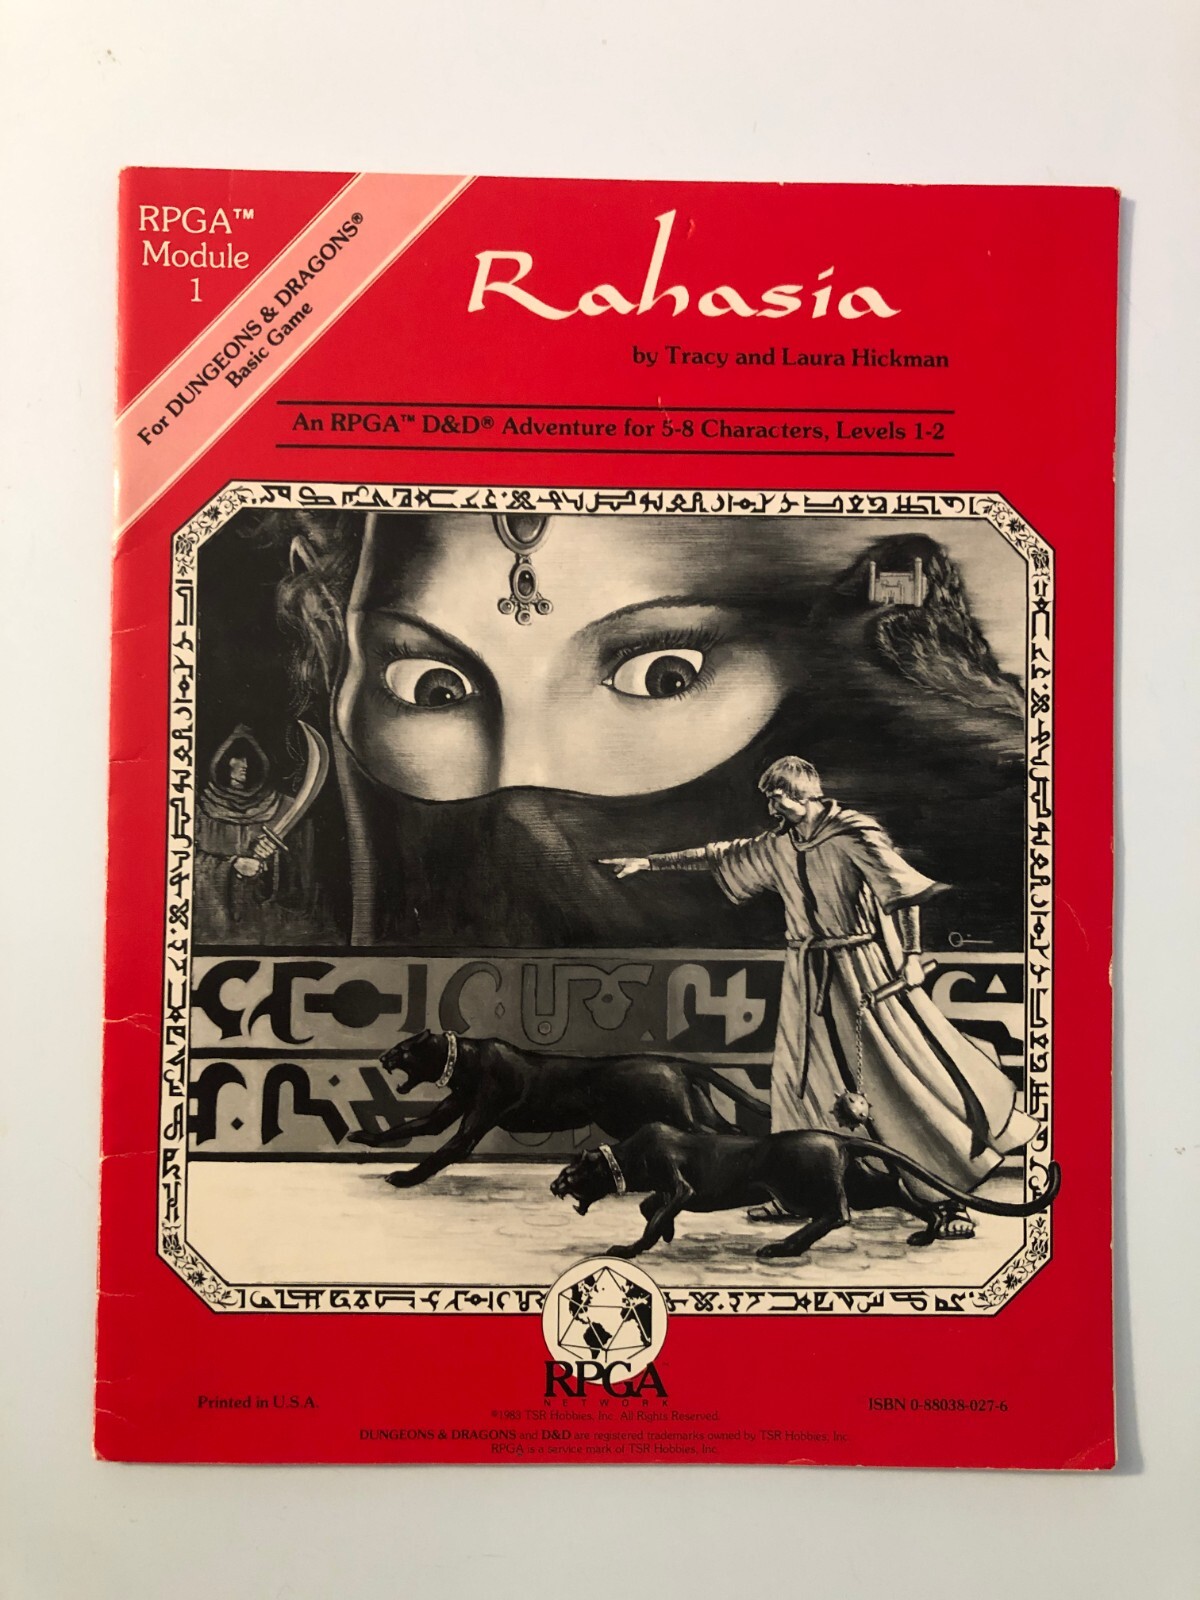 RPGA™
Module
1
For DUNGEONS & DRAGONS®
Basic Game
Rahasia
by Tracy and Laura Hickman
An RPGA™ D&D® Adventure for 5-8 Characters, Levels 1-2
RPGA™
NETWORK
Printed in U.S.A.
ISBN 0-88038-027-6
©1983 TSR Hobbies, Inc. All Rights Reserved.
DUNGEONS & DRAGONS and D&D are registered trademarks owned by TSR Hobbies, Inc.
RPGA is a service mark of TSR Hobbies, Inc.